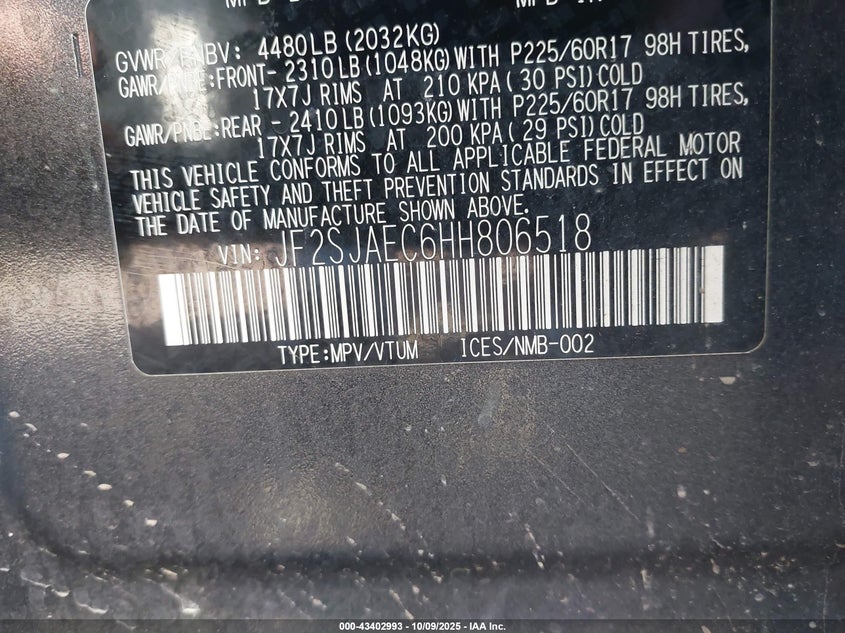 GVWR/PNBV: 4480LB(2032KG)
GAWR/PNBE:FRONT- 2310LB(1048KG)WITH P225/60R17 98H TIRES,
17X7J RIMS AT 210 KPA( 30 PSI)COLD
GAWR/PNBE:REAR - 2410LB(1093KG)WITH P225/60R17 98H TIRES,
17X7J RIMS AT 200 KPA( 29 PSI)COLD
THIS VEHICLE CONFORMS TO ALL APPLICABLE FEDERAL MOTOR
VEHICLE SAFETY AND THEFT PREVENTION STANDARDS IN EFFECT ON
THE DATE OF MANUFACTURE SHOWN ABOVE.
VIN: JF2SJAEC6HH806518
TYPE:MPV/VTUM ICES/NMB-002
000-43402993 - 10/09/2025 - IAA Inc.